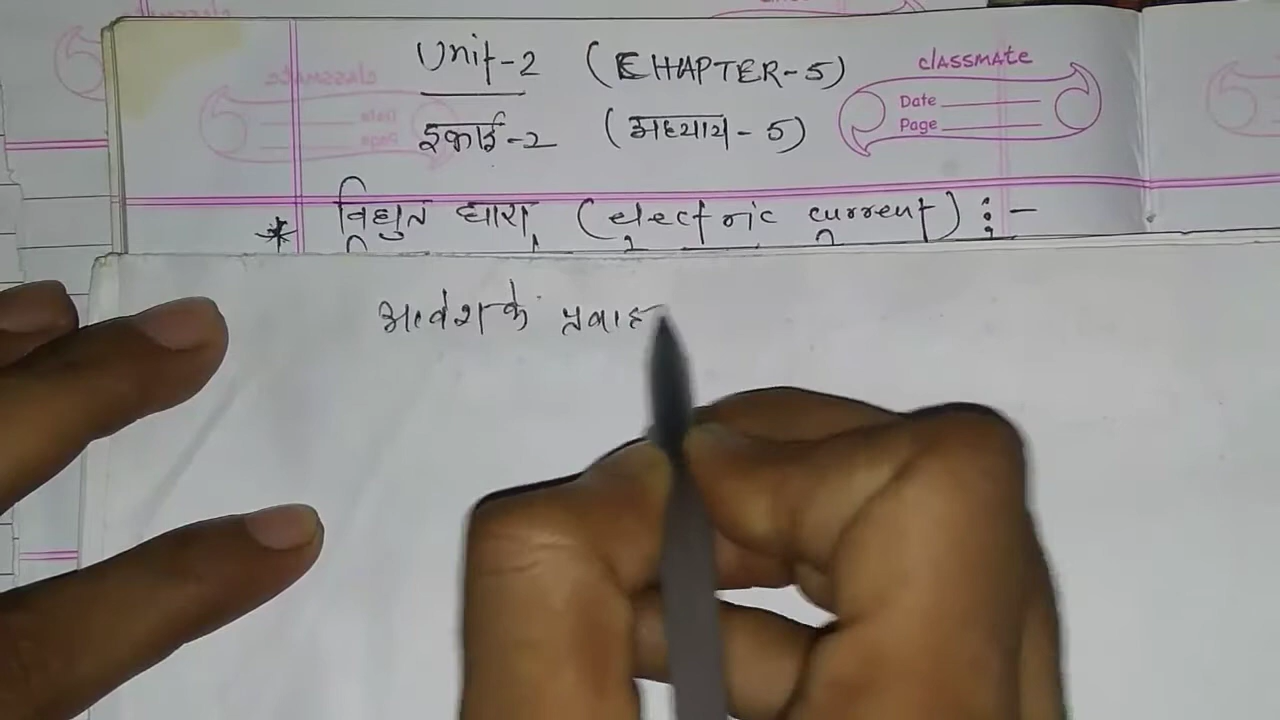 Unit-2 (CHAPTER-5)
classmate
Date
Page
इकाई-2 (अध्याय-5)
* विधुत धारा (electric current) :-
आवेश के प्रवाह